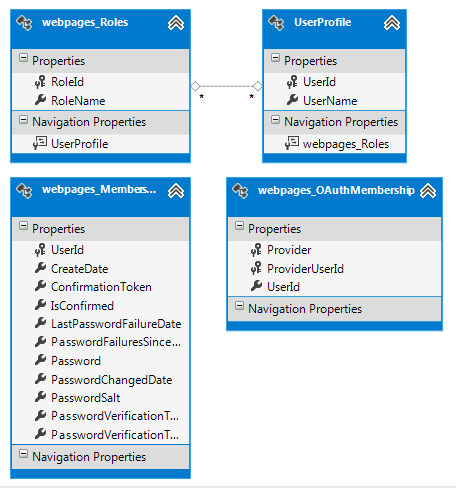 webpages_Roles
Properties
RoleId
RoleName
Navigation Properties
UserProfile
* *
UserProfile
Properties
UserId
UserName
Navigation Properties
webpages_Roles
webpages_Members...
Properties
UserId
CreateDate
ConfirmationToken
IsConfirmed
LastPasswordFailureDate
PasswordFailuresSince...
Password
PasswordChangedDate
PasswordSalt
PasswordVerificationT...
PasswordVerificationT...
Navigation Properties
webpages_OAuthMembership
Properties
Provider
ProviderUserId
UserId
Navigation Properties